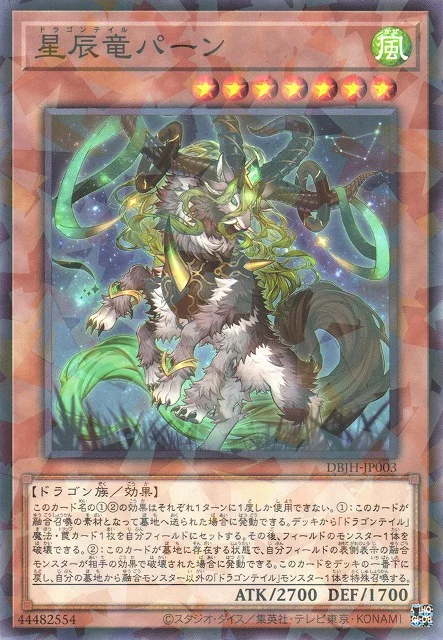 ドラゴンテイル
星辰竜パーン
かぜ
風
DBJH-JP003
【ドラゴン族／効果】
このカード名の①②の効果はそれぞれ1ターンに1度しか使用できない。①：このカードが
融合召喚の素材となって墓地へ送られた場合に発動できる。デッキから「ドラゴンテイル」
魔法・罠カード1枚を自分フィールドにセットする。その後、フィールドのモンスター1体を
破壊できる。②：このカードが墓地に存在する状態で、自分フィールドの表側表示の融合
モンスターが相手の効果で破壊された場合に発動できる。このカードをデッキの一番下に
戻し、自分の墓地から融合モンスター以外の「ドラゴンテイル」モンスター1体を特殊召喚する。
ATK/2700 DEF/1700
44482554
©スタジオ・ダイス/集英社・テレビ東京・KONAMI